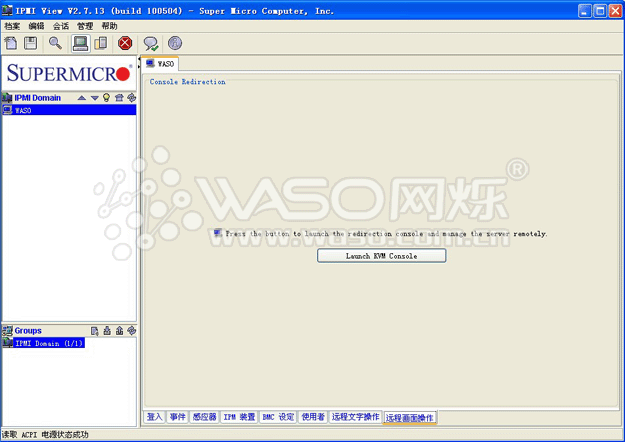 IPMI View V2.7.13 (build 100504) - Super Micro Computer, Inc.
档案 编辑 会话 管理 帮助
SUPERMICRO
IPMI Domain
WASO
Groups
IPMI Domain (1/1)
WASO
Console Redirection
WASO网烁®
www.waso.com.cn
Press the button to launch the redirection console and manage the server remotely.
Launch KVM Console
登入 事件 感应器 IPM 装置 BMC 设定 使用者 远程文字操作 远程画面操作
读取 ACPI 电源状态成功